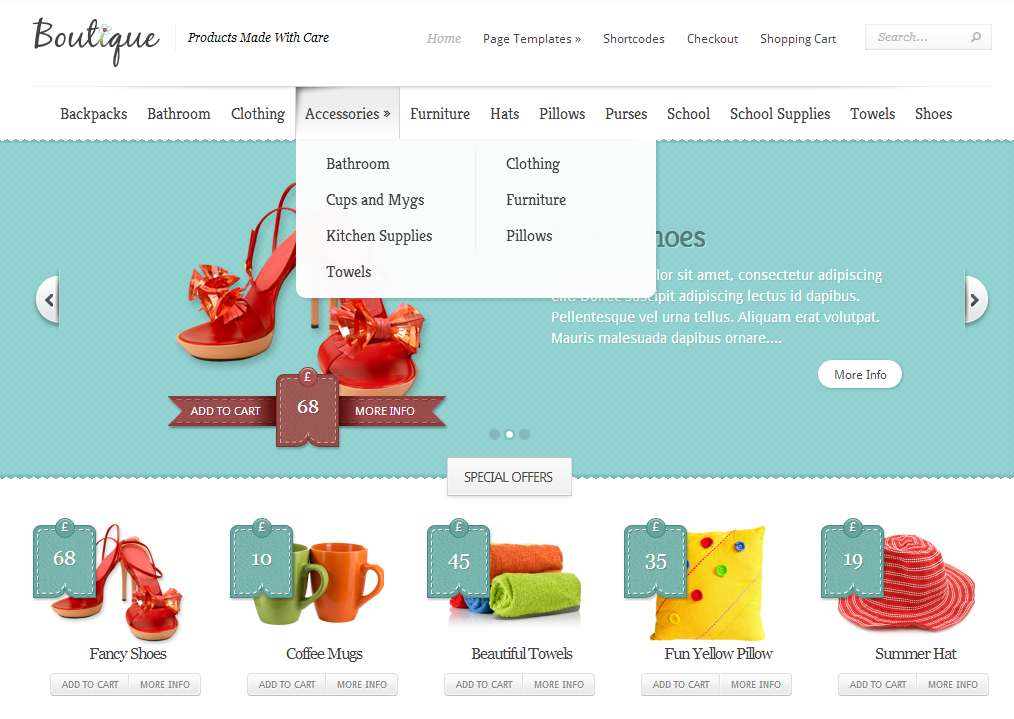 Boutique
Products Made With Care
Home Page Templates » Shortcodes Checkout Shopping Cart
Search...
Backpacks Bathroom Clothing Accessories » Furniture Hats Pillows Purses School School Supplies Towels Shoes
Bathroom Clothing
Cups and Mygs Furniture
Kitchen Supplies Pillows
Towels
hoes
lor sit amet, consectetur adipiscing
elit. Donec suscipit adipiscing lectus id dapibus.
Pellentesque vel urna tellus. Aliquam erat volutpat.
Mauris malesuada dapibus ornare....
More Info
£
ADD TO CART 68 MORE INFO
SPECIAL OFFERS
£ £ £ £ £
68 10 45 35 19
Fancy Shoes Coffee Mugs Beautiful Towels Fun Yellow Pillow Summer Hat
ADD TO CART MORE INFO ADD TO CART MORE INFO ADD TO CART MORE INFO ADD TO CART MORE INFO ADD TO CART MORE INFO